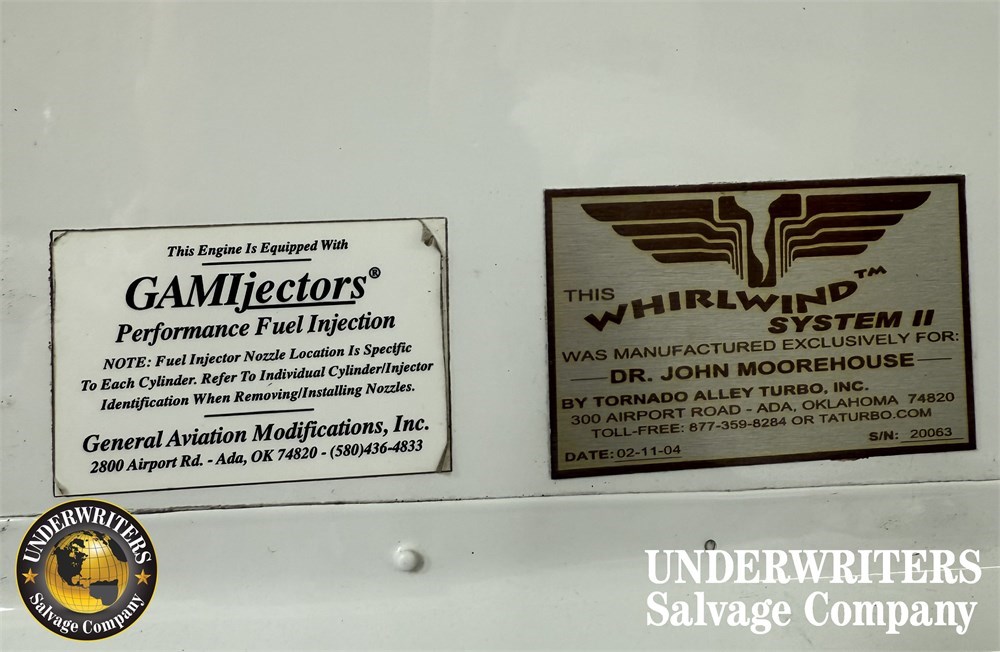 This Engine Is Equipped With
GAMIjectors®
Performance Fuel Injection
NOTE: Fuel Injector Nozzle Location Is Specific
To Each Cylinder. Refer To Individual Cylinder/Injector
Identification When Removing/Installing Nozzles.
General Aviation Modifications, Inc.
2800 Airport Rd. - Ada, OK 74820 - (580)436-4833
THIS
WHIRLWIND™
SYSTEM II
WAS MANUFACTURED EXCLUSIVELY FOR:
DR. JOHN MOOREHOUSE
BY TORNADO ALLEY TURBO, INC.
300 AIRPORT ROAD - ADA, OKLAHOMA 74820
TOLL-FREE: 877-359-8284 OR TATURBO.COM
S/N: 20063
DATE: 02-11-04
UNDERWRITERS
Salvage Company
UNDERWRITERS
Salvage Company